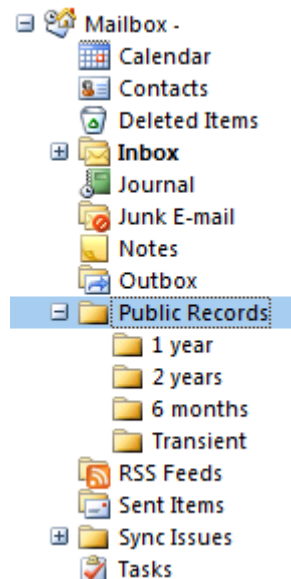 Mailbox -
Calendar
Contacts
Deleted Items
Inbox
Journal
Junk E-mail
Notes
Outbox
Public Records
1 year
2 years
6 months
Transient
RSS Feeds
Sent Items
Sync Issues
Tasks